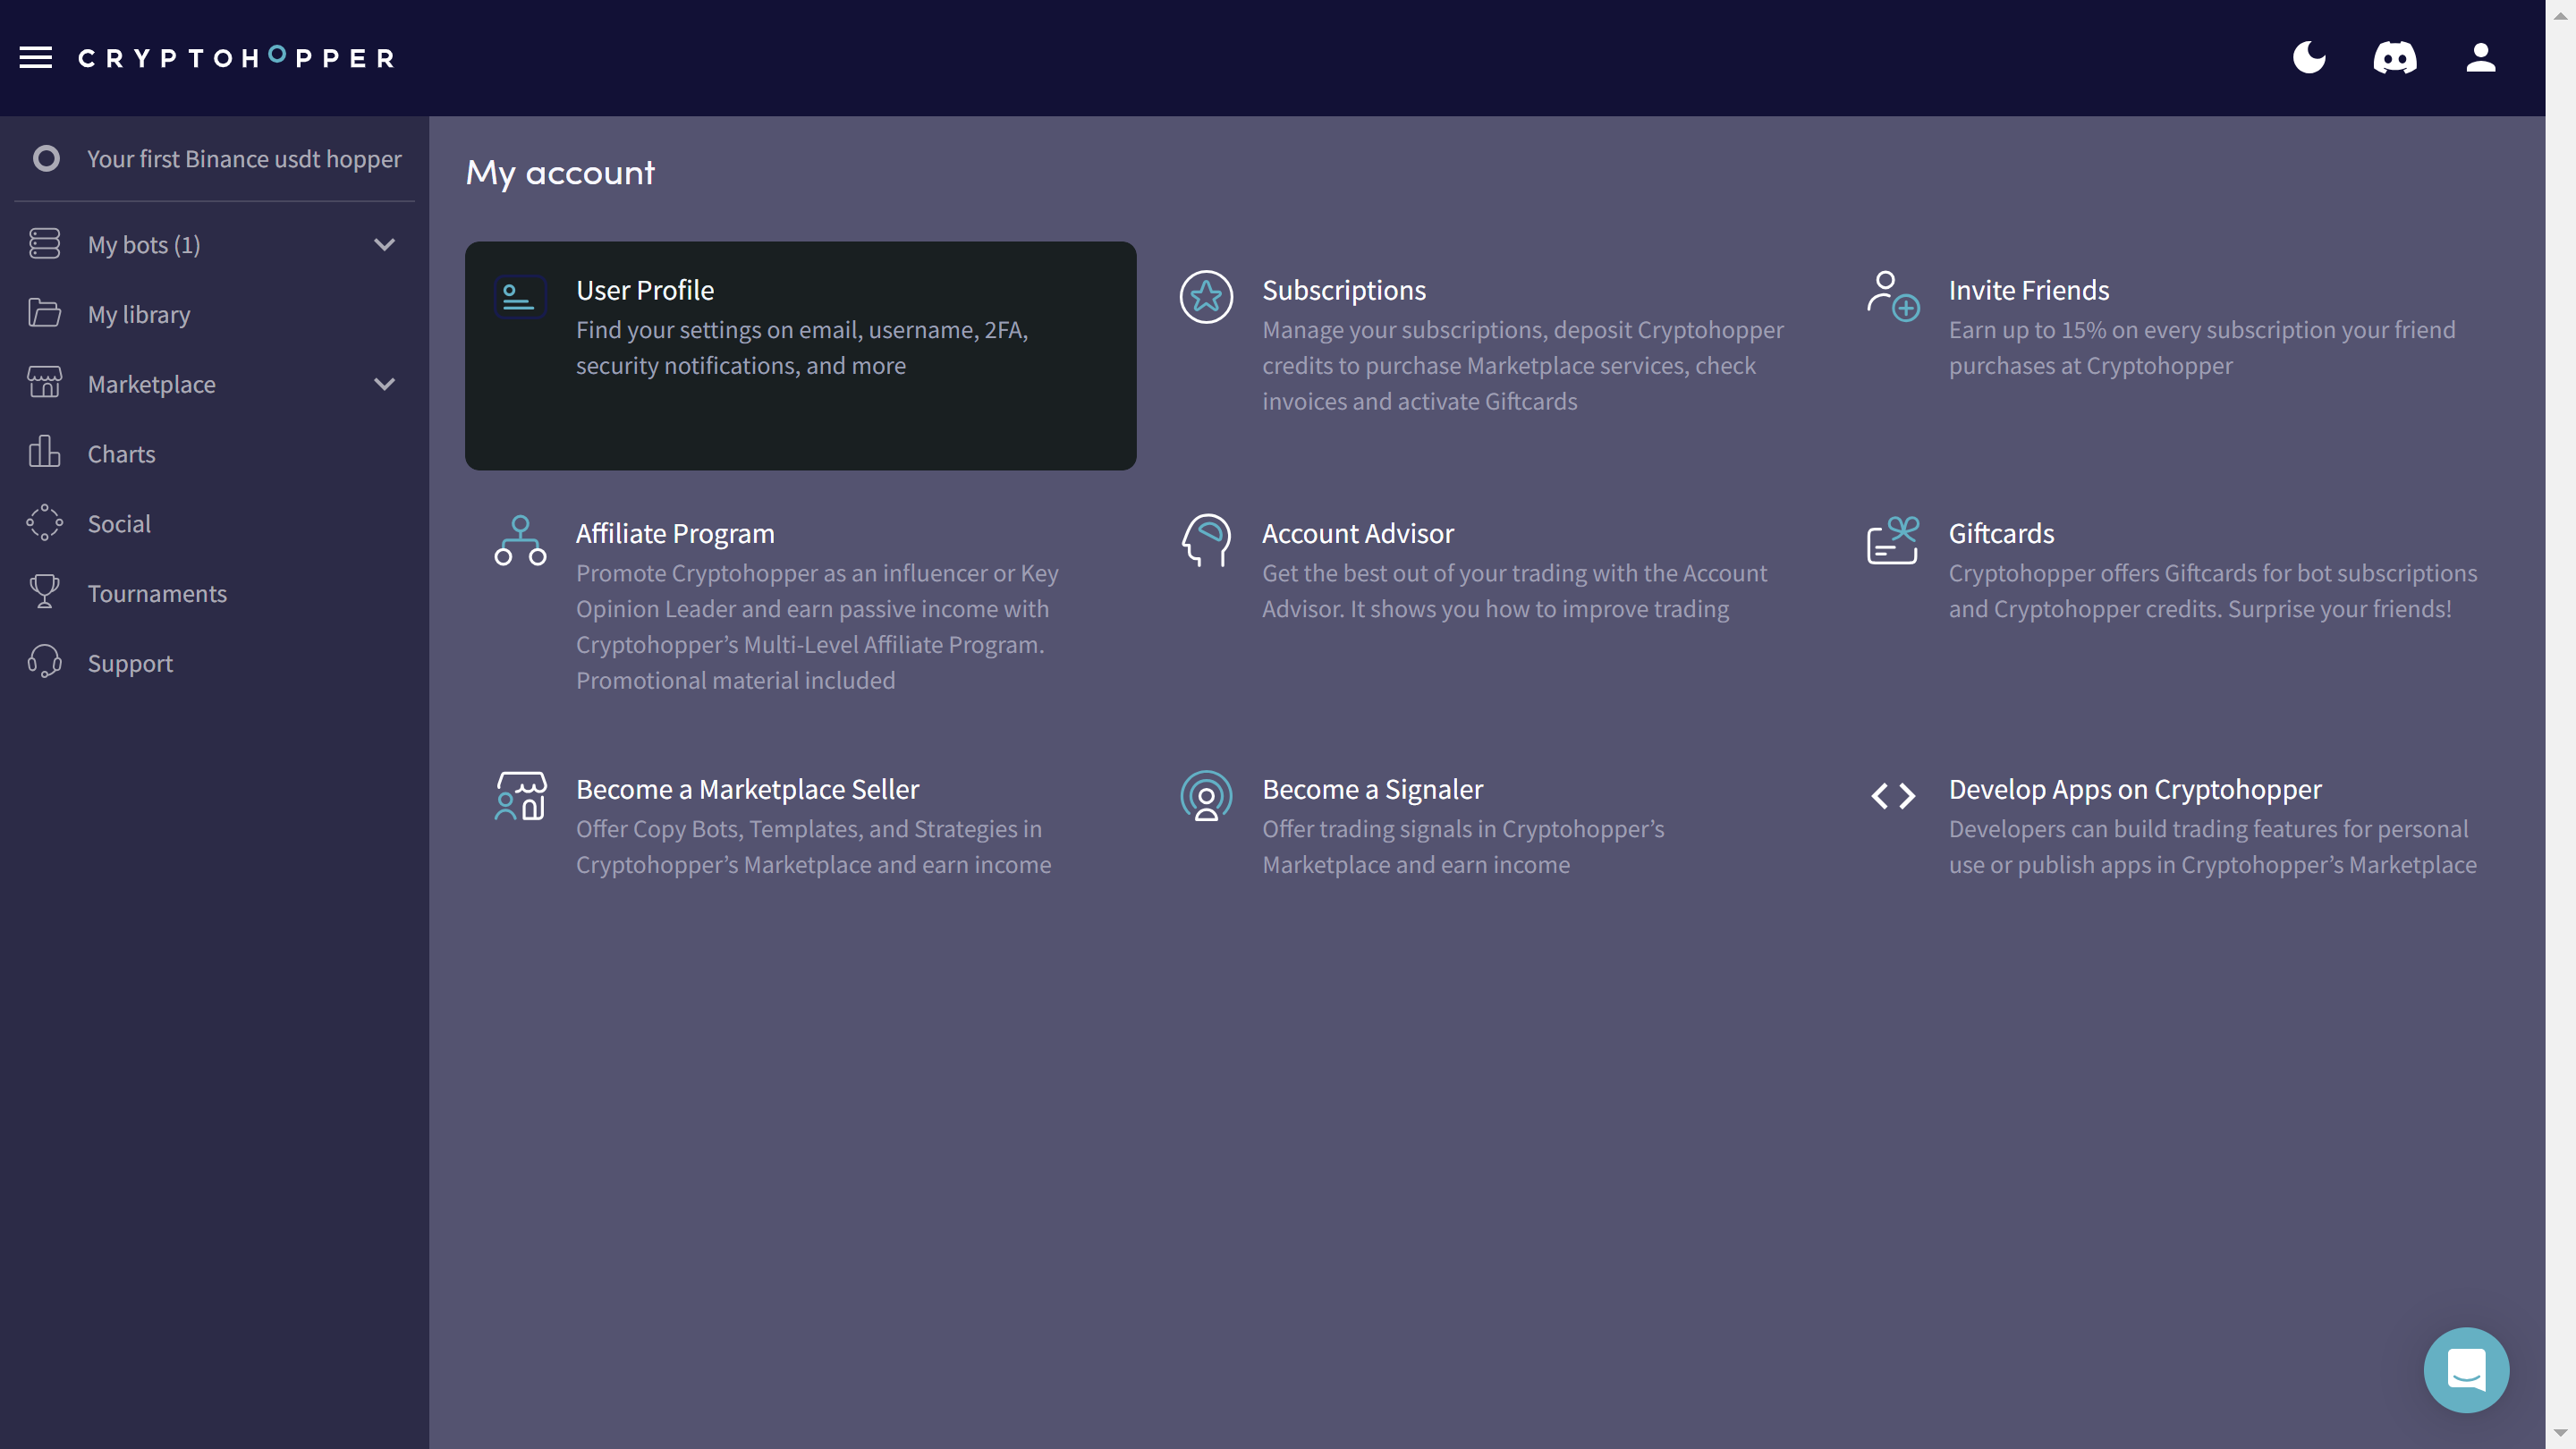 CRYPTOHOPPER
Your first Binance usdt hopper
My bots (1)
My library
Marketplace
Charts
Social
Tournaments
Support
My account
User Profile
Find your settings on email, username, 2FA,
security notifications, and more
Subscriptions
Manage your subscriptions, deposit Cryptohopper
credits to purchase Marketplace services, check
invoices and activate Giftcards
Invite Friends
Earn up to 15% on every subscription your friend
purchases at Cryptohopper
Affiliate Program
Promote Cryptohopper as an influencer or Key
Opinion Leader and earn passive income with
Cryptohopper’s Multi-Level Affiliate Program.
Promotional material included
Account Advisor
Get the best out of your trading with the Account
Advisor. It shows you how to improve trading
Giftcards
Cryptohopper offers Giftcards for bot subscriptions
and Cryptohopper credits. Surprise your friends!
Become a Marketplace Seller
Offer Copy Bots, Templates, and Strategies in
Cryptohopper’s Marketplace and earn income
Become a Signaler
Offer trading signals in Cryptohopper’s
Marketplace and earn income
Develop Apps on Cryptohopper
Developers can build trading features for personal
use or publish apps in Cryptohopper’s Marketplace